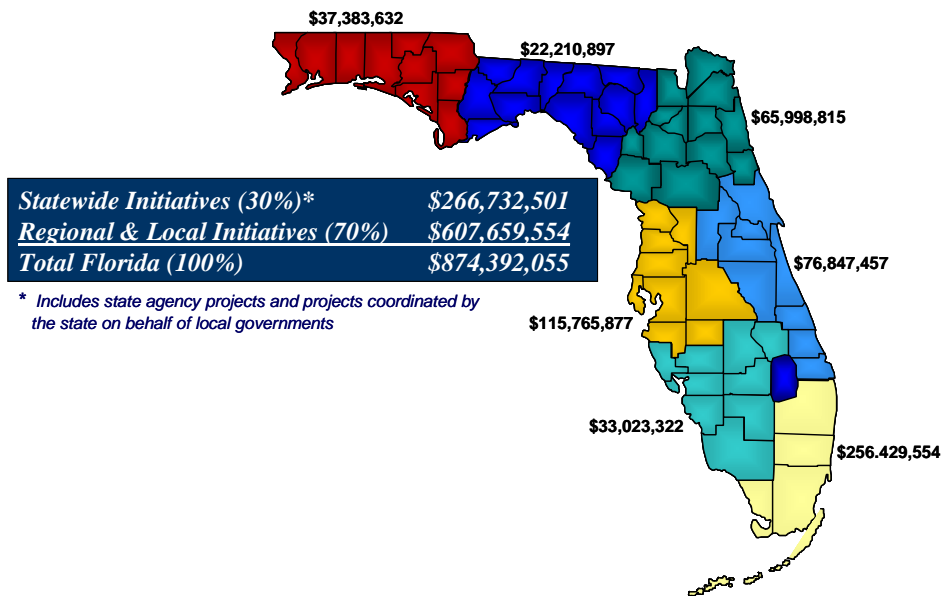 $37,383,632
$22,210,897
$65,998,815
Statewide Initiatives (30%)* $266,732,501
Regional & Local Initiatives (70%) $607,659,554
Total Florida (100%) $874,392,055
* Includes state agency projects and projects coordinated by
the state on behalf of local governments
$76,847,457
$115,765,877
$33,023,322
$256.429,554